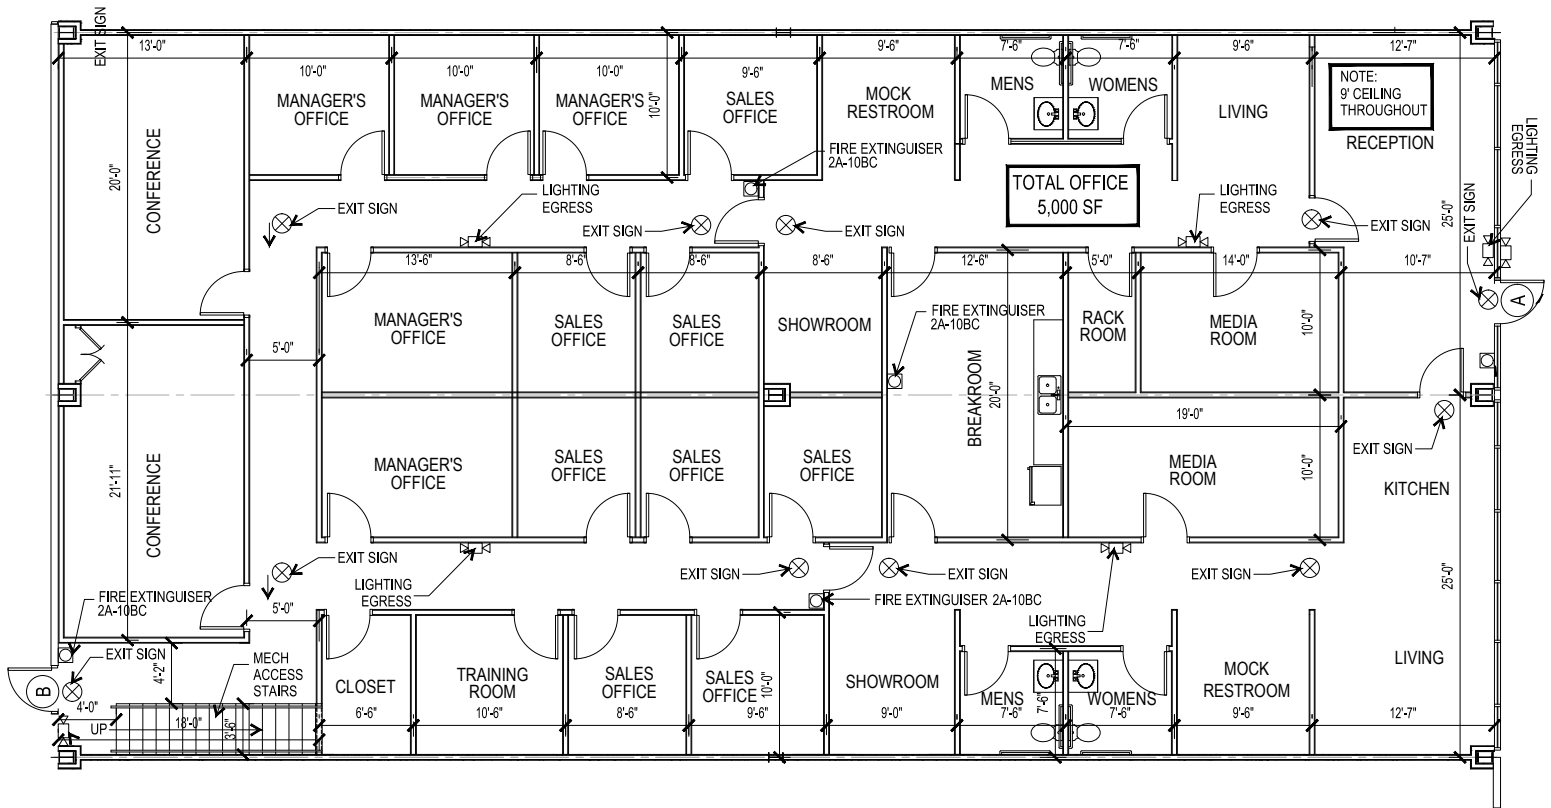 EXIT SIGN
13'-0"
9'-6"
7'-6"
7'-6"
9'-6"
12'-7"
10'-0"
10'-0"
10'-0"
9'-6"
MANAGER'S
OFFICE
MANAGER'S
OFFICE
MANAGER'S
OFFICE
10'-0"
SALES
OFFICE
MOCK
RESTROOM
MENS
WOMENS
LIVING
NOTE:
9' CEILING
THROUGHOUT
RECEPTION
LIGHTING
EGRESS
CONFERENCE
20'-0"
FIRE EXTINGUISER
2A-10BC
TOTAL OFFICE
5,000 SF
EXIT SIGN
LIGHTING
EGRESS
EXIT SIGN
EXIT SIGN
LIGHTING
EGRESS
EXIT SIGN
25'-0"
EXIT SIGN
13'-6"
8'-6"
8'-6"
8'-6"
12'-6"
5'-0"
14'-0"
10'-7"
A
MANAGER'S
OFFICE
SALES
OFFICE
SALES
OFFICE
SHOWROOM
FIRE EXTINGUISER
2A-10BC
RACK
ROOM
MEDIA
ROOM
10'-0"
5'-0"
BREAKROOM
20'-0"
19'-0"
CONFERENCE
21'-11"
MANAGER'S
OFFICE
SALES
OFFICE
SALES
OFFICE
SALES
OFFICE
MEDIA
ROOM
10'-0"
EXIT SIGN
KITCHEN
EXIT SIGN
LIGHTING
EGRESS
EXIT SIGN
EXIT SIGN
EXIT SIGN
25'-0"
FIRE EXTINGUISER
2A-10BC
5'-0"
FIRE EXTINGUISER 2A-10BC
LIGHTING
EGRESS
EXIT SIGN
4'-2"
MECH
ACCESS
STAIRS
CLOSET
TRAINING
ROOM
SALES
OFFICE
SALES
OFFICE
10'-0"
SHOWROOM
MENS
7'-6"
WOMENS
MOCK
RESTROOM
LIVING
B
4'-0"
UP
18'-0"
3'-6"
6'-6"
10'-6"
8'-6"
9'-6"
9'-0"
7'-6"
7'-6"
9'-6"
12'-7"